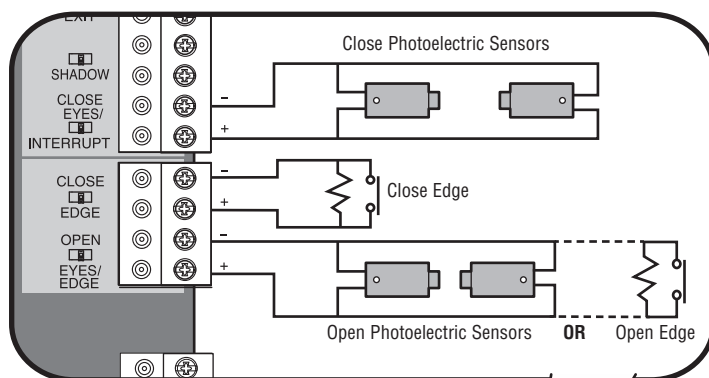 EXIT
Close Photoelectric Sensors
SHADOW
CLOSE
EYES/
INTERRUPT
-
+
CLOSE
EDGE
-
+
Close Edge
OPEN
EYES/
EDGE
-
+
Open Photoelectric Sensors OR Open Edge